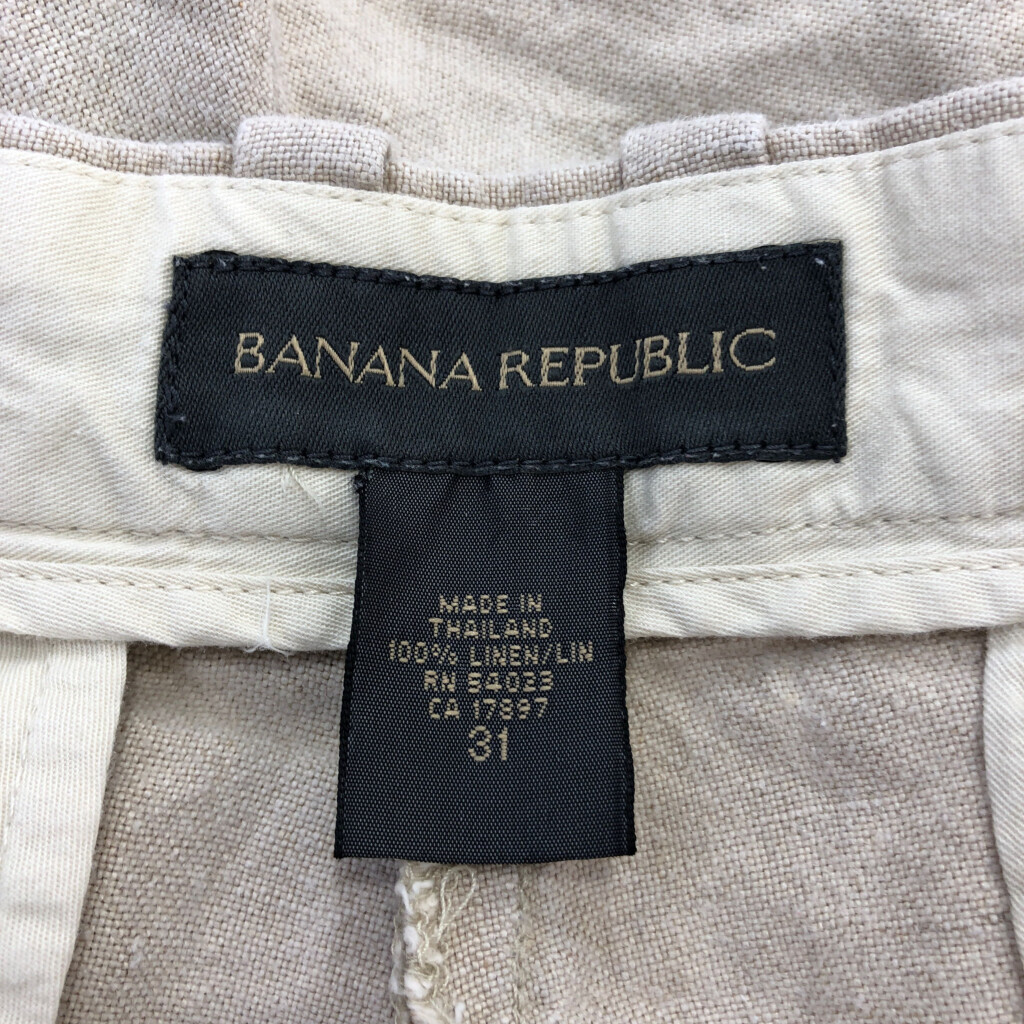 BANANA REPUBLIC
MADE IN
THAILAND
100% LINEN/LIN
RN 54023
CA 17897
31